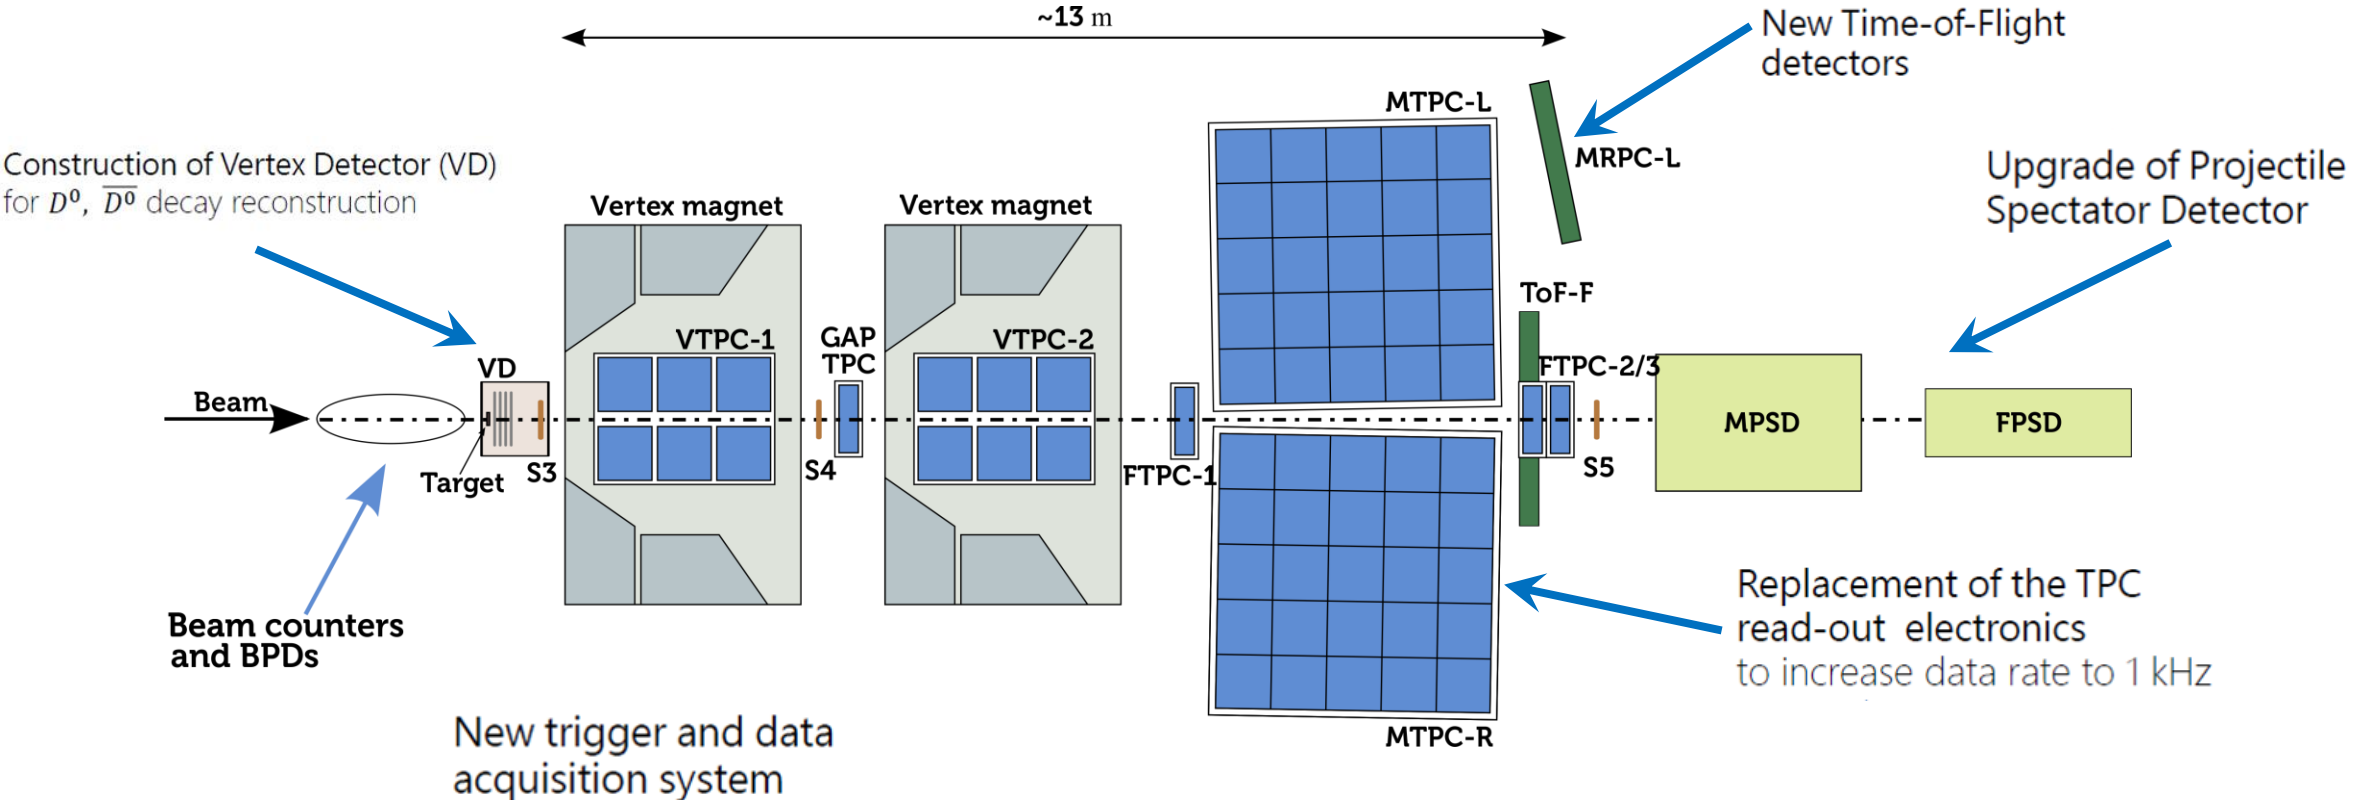 ~13 m
New Time-of-Flight
detectors
MTPC-L
MRPC-L
Construction of Vertex Detector (VD)
for D⁰, D̅⁰ decay reconstruction
Upgrade of Projectile
Spectator Detector
Vertex magnet
Vertex magnet
ToF-F
VTPC-1
GAP
TPC
VTPC-2
FTPC-2/3
VD
Beam
MPSD
FPSD
Target
S3
S4
FTPC-1
S5
Beam counters
and BPDs
Replacement of the TPC
read-out electronics
to increase data rate to 1 kHz
New trigger and data
acquisition system
MTPC-R